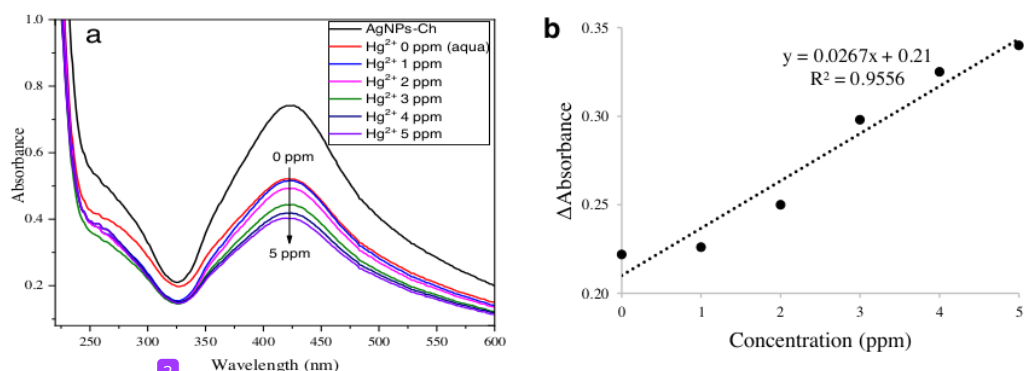 a
AgNPs-Ch
Hg²⁺ 0 ppm (aqua)
Hg²⁺ 1 ppm
Hg²⁺ 2 ppm
Hg²⁺ 3 ppm
Hg²⁺ 4 ppm
Hg²⁺ 5 ppm
1.0
0.8
0.6
0.4
0.2
Absorbance
0 ppm
5 ppm
250
300
350
400
450
500
550
600
Wavelength (nm)
b
y = 0.0267x + 0.21
R² = 0.9556
0.35
0.30
0.25
0.20
ΔAbsorbance
0
1
2
3
4
5
Concentration (ppm)